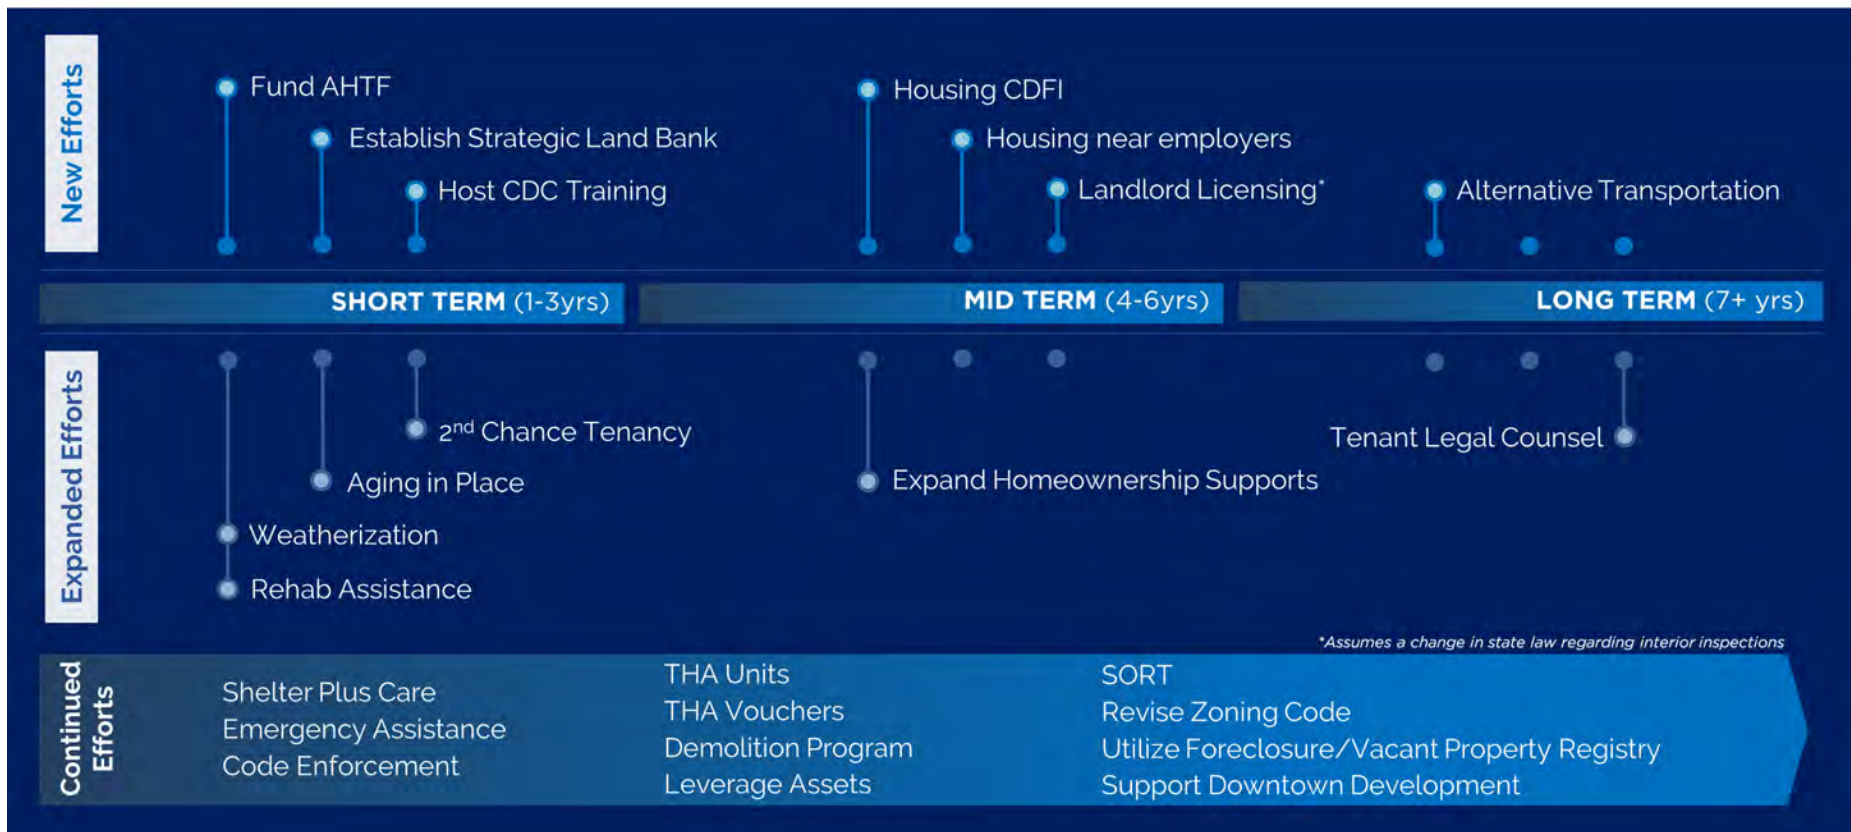 New Efforts
Fund AHTF
Establish Strategic Land Bank
Host CDC Training
Housing CDFI
Housing near employers
Landlord Licensing*
Alternative Transportation
SHORT TERM (1-3yrs)
MID TERM (4-6yrs)
LONG TERM (7+ yrs)
Expanded Efforts
2nd Chance Tenancy
Aging in Place
Weatherization
Rehab Assistance
Expand Homeownership Supports
Tenant Legal Counsel
*Assumes a change in state law regarding interior inspections
Continued
Efforts
Shelter Plus Care
Emergency Assistance
Code Enforcement
THA Units
THA Vouchers
Demolition Program
Leverage Assets
SORT
Revise Zoning Code
Utilize Foreclosure/Vacant Property Registry
Support Downtown Development